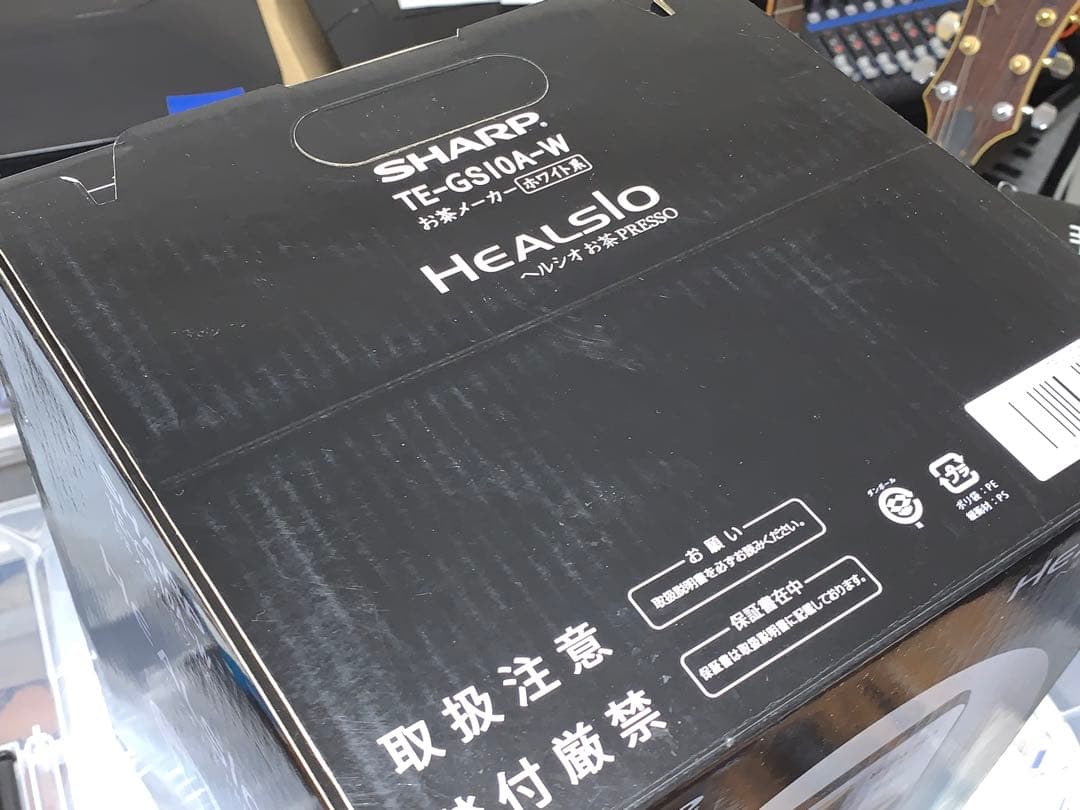 SHARP®
TE-GS10A-W
お茶メーカー ホワイト系
HEALSIO
ヘルシオお茶PRESSO
ダンボール
ポリ袋：PE
緩衝材：PS
お願い
取扱説明書を必ずお読みください。
保証書在中
保証書は取扱説明書に記載しております。
取扱注意
付厳禁
HE